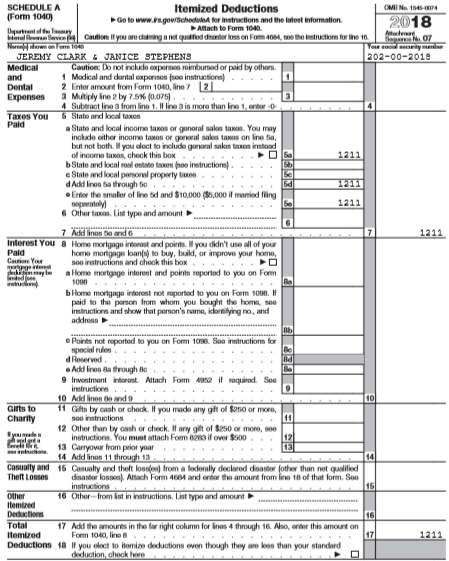 SCHEDULE A
(Form 1040)
Department of the Treasury
Internal Revenue Service (99)
Itemized Deductions
▶ Go to www.irs.gov/ScheduleA for instructions and the latest information.
▶ Attach to Form 1040.
Caution: If you are claiming a net qualified disaster loss on Form 4684, see the instructions for line 16.
OMB No. 1545-0074
2018
Attachment
Sequence No. 07
Name(s) shown on Form 1040
Your social security number
JEREMY CLARK & JANICE STEPHENS
202-00-2018
Medical and Dental Expenses
Caution: Do not include expenses reimbursed or paid by others.
1 Medical and dental expenses (see instructions) 1
2 Enter amount from Form 1040, line 7 2
3 Multiply line 2 by 7.5% (0.075) 3
4 Subtract line 3 from line 1. If line 3 is more than line 1, enter -0- 4
Taxes You Paid
5 State and local taxes
a State and local income taxes or general sales taxes. You may
include either income taxes or general sales taxes on line 5a,
but not both. If you elect to include general sales taxes instead
of income taxes, check this box ▶ 5a 1211
b State and local real estate taxes (see instructions) 5b
c State and local personal property taxes 5c
d Add lines 5a through 5c 5d 1211
e Enter the smaller of line 5d and $10,000 ($5,000 if married filing
separately) 5e 1211
6 Other taxes. List type and amount ▶
6
7 Add lines 5e and 6 7 1211
Interest You Paid
Caution: Your
mortgage interest
deduction may be
limited (see
instructions).
8 Home mortgage interest and points. If you didn't use all of your
home mortgage loan(s) to buy, build, or improve your home,
see instructions and check this box ▶
a Home mortgage interest and points reported to you on Form
1098 8a
b Home mortgage interest not reported to you on Form 1098. If
paid to the person from whom you bought the home, see
instructions and show that person's name, identifying no., and
address ▶
8b
c Points not reported to you on Form 1098. See instructions for
special rules 8c
d Reserved 8d
e Add lines 8a through 8c 8e
9 Investment interest. Attach Form 4952 if required. See
instructions 9
10 Add lines 8e and 9 10
Gifts to Charity
If you made a
gift and got a
benefit for it,
see instructions.
11 Gifts by cash or check. If you made any gift of $250 or more,
see instructions 11
12 Other than by cash or check. If any gift of $250 or more, see
instructions. You must attach Form 8283 if over $500 12
13 Carryover from prior year 13
14 Add lines 11 through 13 14
Casualty and Theft Losses
15 Casualty and theft loss(es) from a federally declared disaster (other than net qualified
disaster losses). Attach Form 4684 and enter the amount from line 18 of that form. See
instructions 15
Other Itemized Deductions
16 Other—from list in instructions. List type and amount ▶
16
Total Itemized Deductions
17 Add the amounts in the far right column for lines 4 through 16. Also, enter this amount on
Form 1040, line 8 17 1211
18 If you elect to itemize deductions even though they are less than your standard
deduction, check here ▶